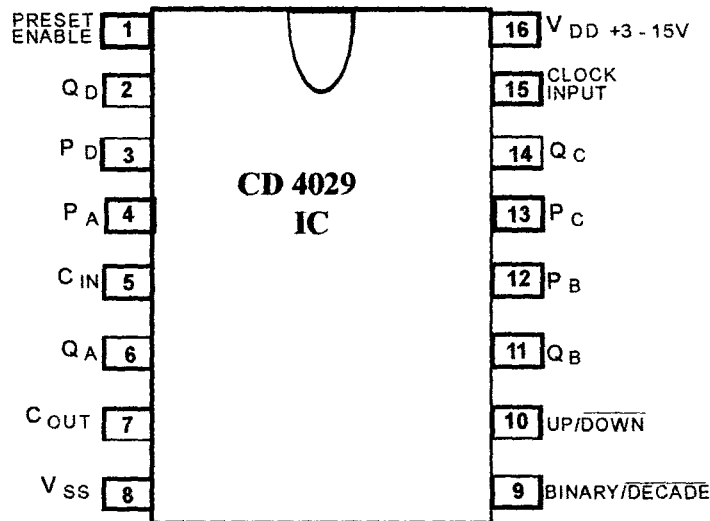 PRESET
ENABLE 1
Q D 2
P D 3
P A 4
C IN 5
Q A 6
C OUT 7
V SS 8
CD 4029
IC
16 V DD +3 - 15V
15 CLOCK
INPUT
14 Q C
13 P C
12 P B
11 Q B
10 UP/DOWN
9 BINARY/DECADE